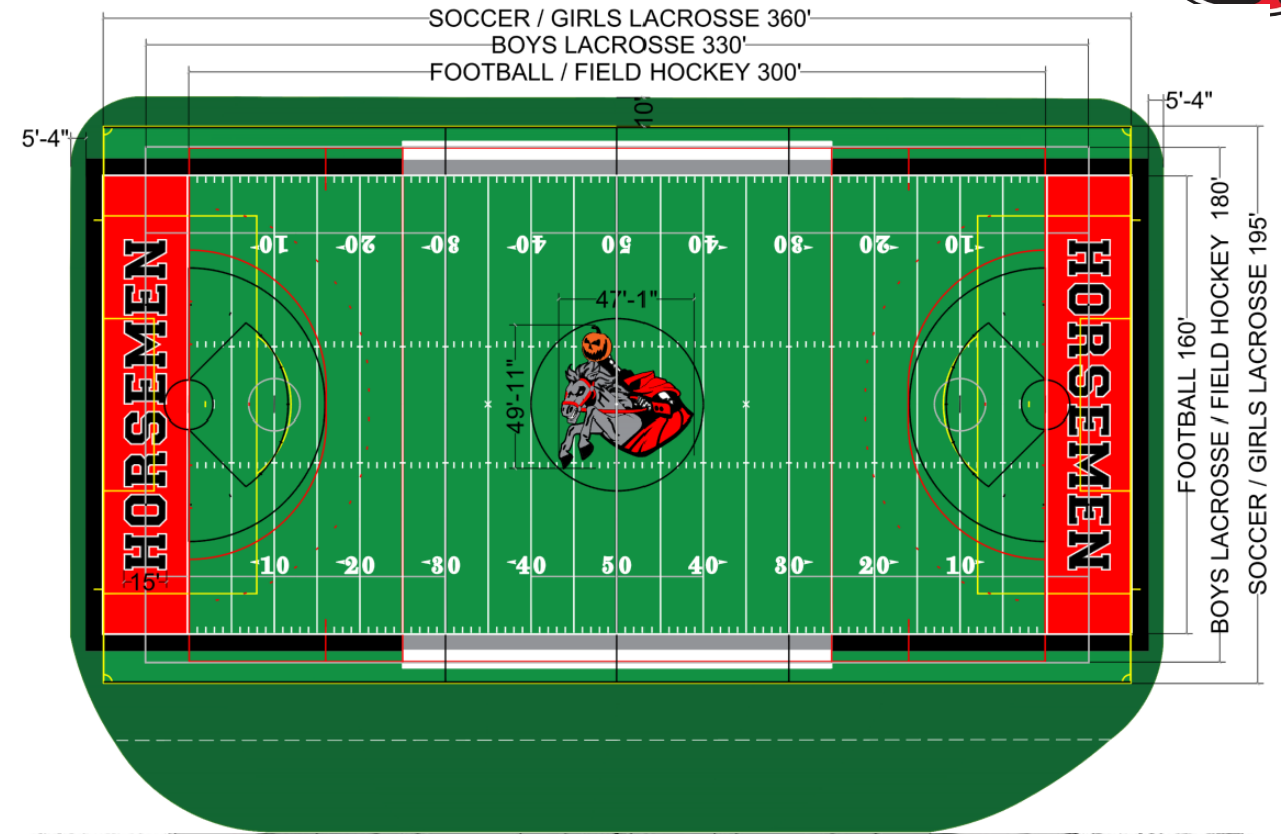 SOCCER / GIRLS LACROSSE 360'
BOYS LACROSSE 330'
FOOTBALL / FIELD HOCKEY 300'
10'
5'-4"
5'-4"
10 20 30 40 50 40 30 20 10
47'-1"
49'-11"
HORSEMEN
HORSEMEN
10 20 30 40 50 40 30 20 10
15'
FOOTBALL 160'
BOYS LACROSSE / FIELD HOCKEY 180'
SOCCER / GIRLS LACROSSE 195'